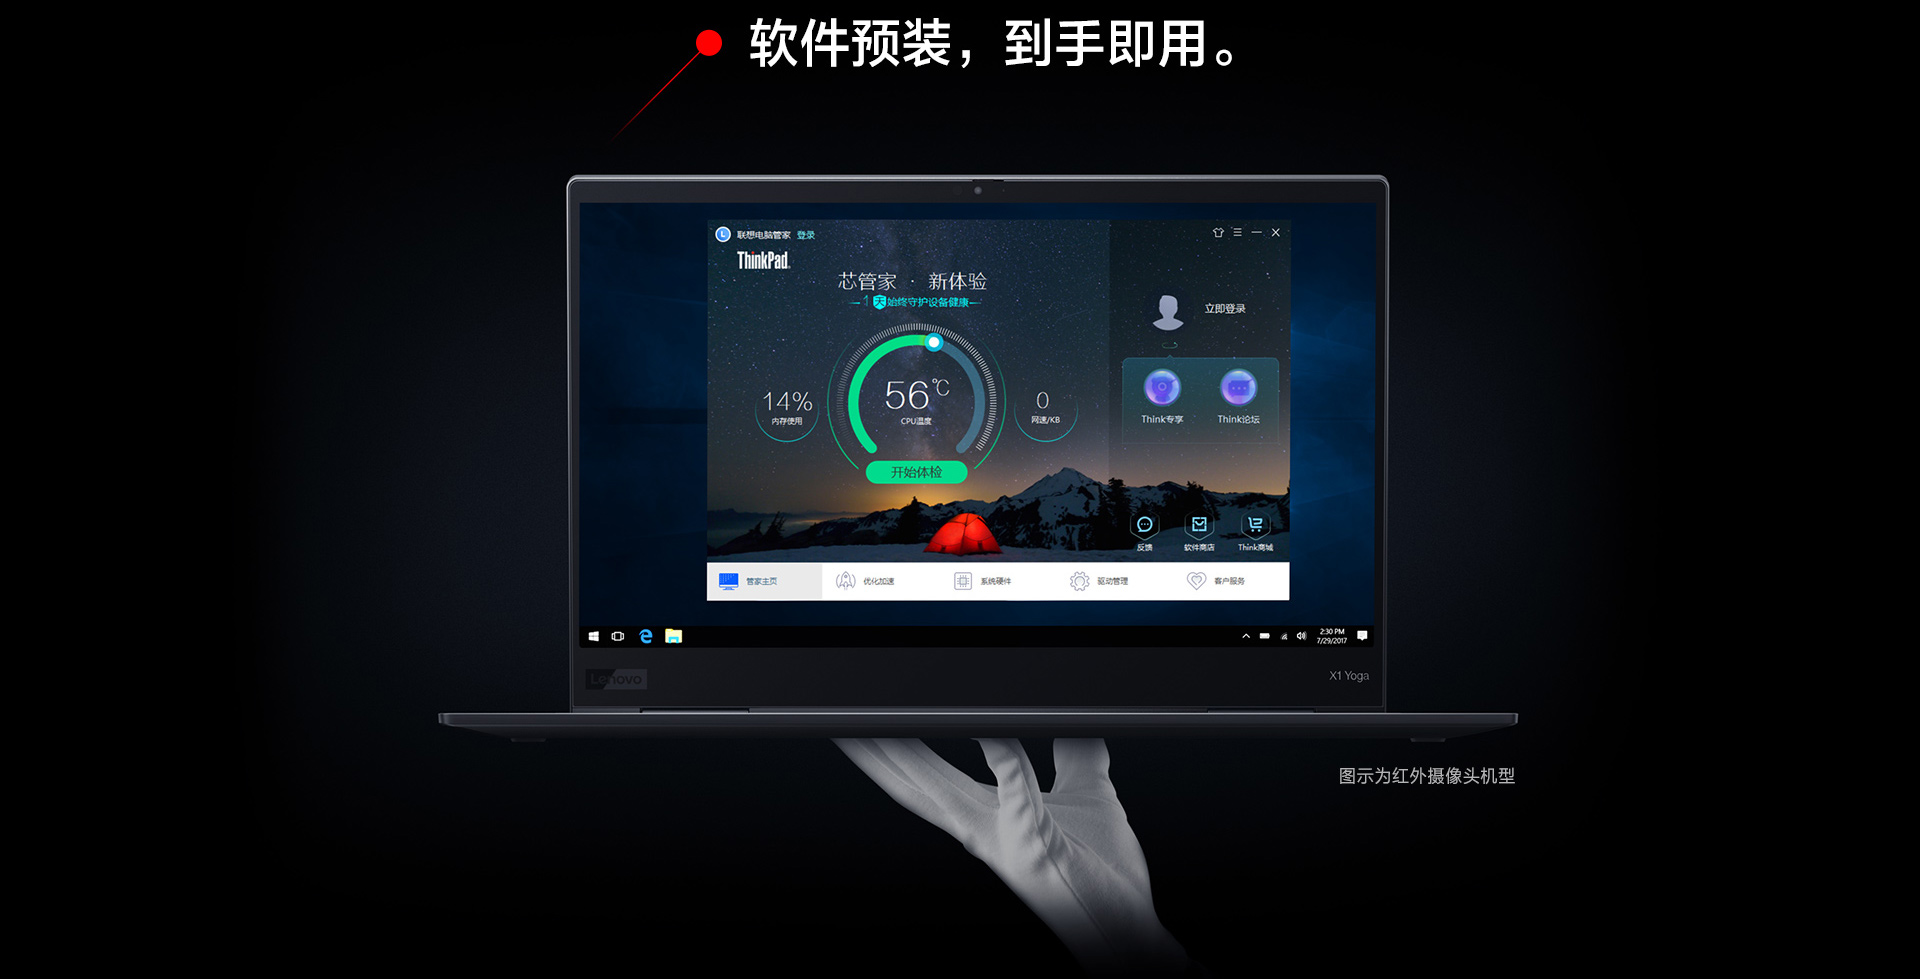 软件预装，到手即用。
联想电脑管家 登录
ThinkPad
芯管家 · 新体验
1天始终守护设备健康
立即登录
14%
内存使用
56℃
CPU温度
0
网速/KB
Think专享
Think论坛
开始体检
反馈
软件商店
Think商城
管家主页
优化加速
系统硬件
驱动管理
客户服务
2:30 PM
7/29/2017
Lenovo
X1 Yoga
图示为红外摄像头机型